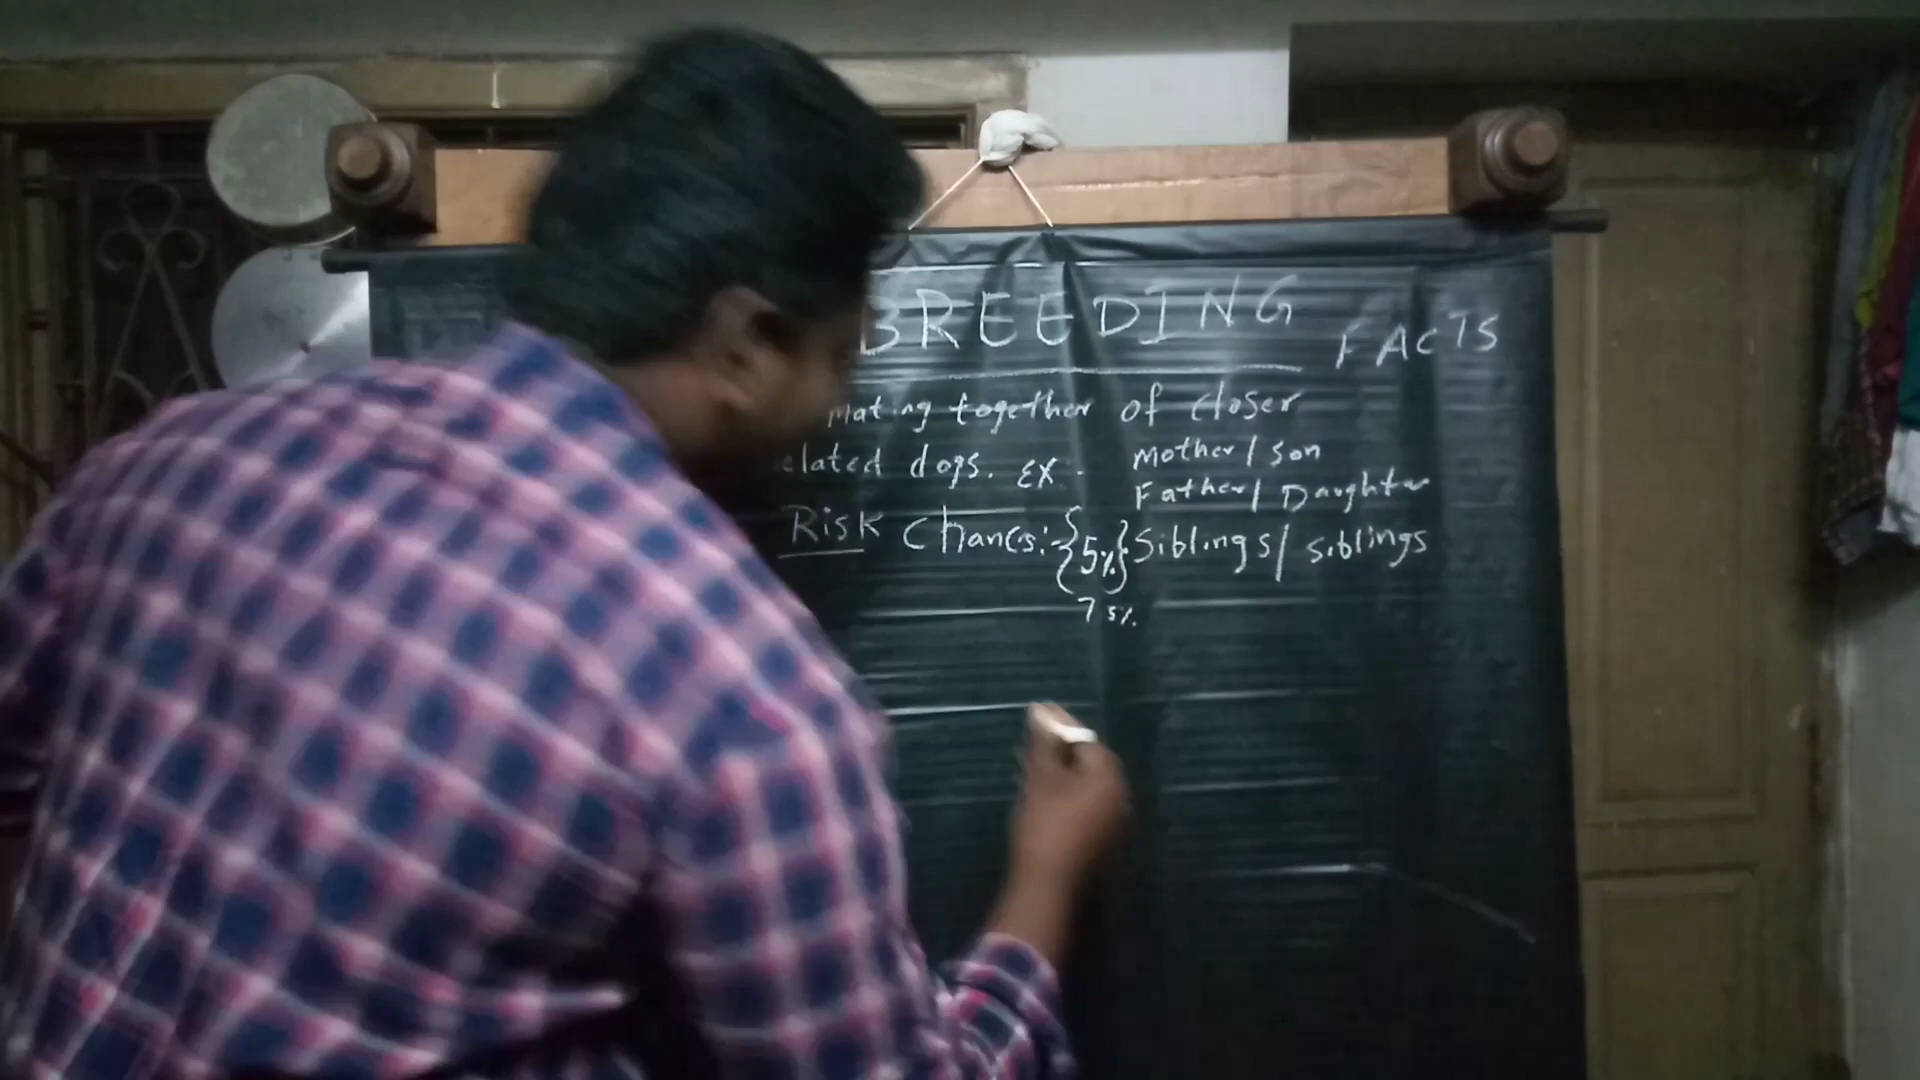 BREEDING FACTS
Mating together of closer
elated dogs. Ex:- Mother/Son
Father/Daughter
Risk Chances:- {5%} Siblings/Siblings
75%